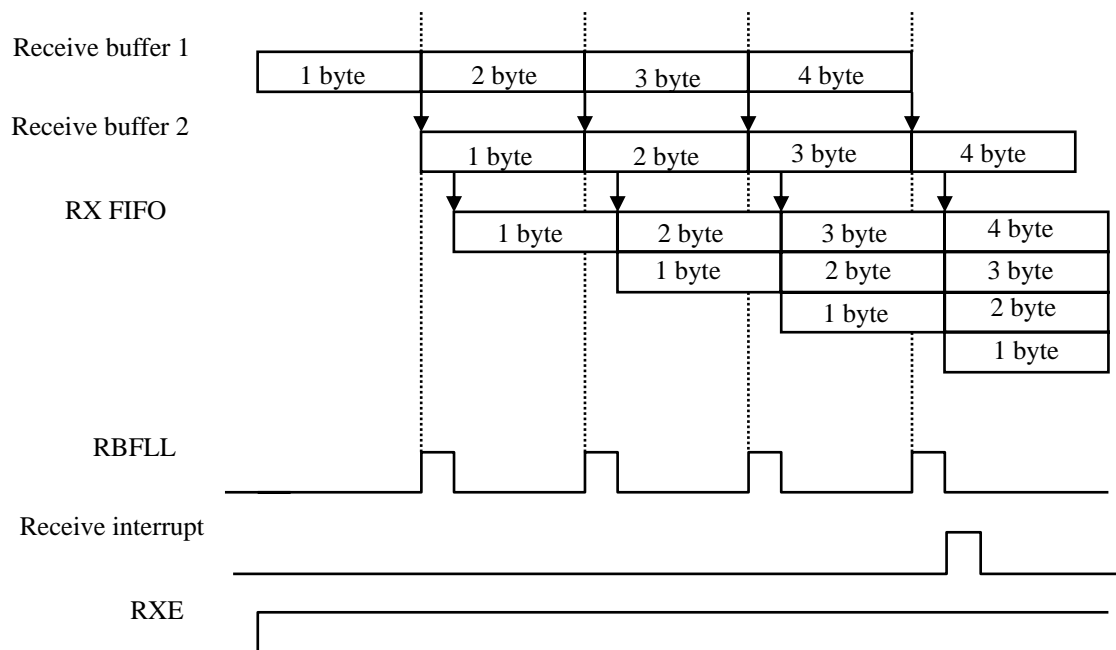 Receive buffer 1
1 byte 2 byte 3 byte 4 byte
Receive buffer 2
1 byte 2 byte 3 byte 4 byte
RX FIFO
1 byte 2 byte 3 byte 4 byte
1 byte 2 byte 3 byte
1 byte 2 byte
1 byte
RBFLL
Receive interrupt
RXE